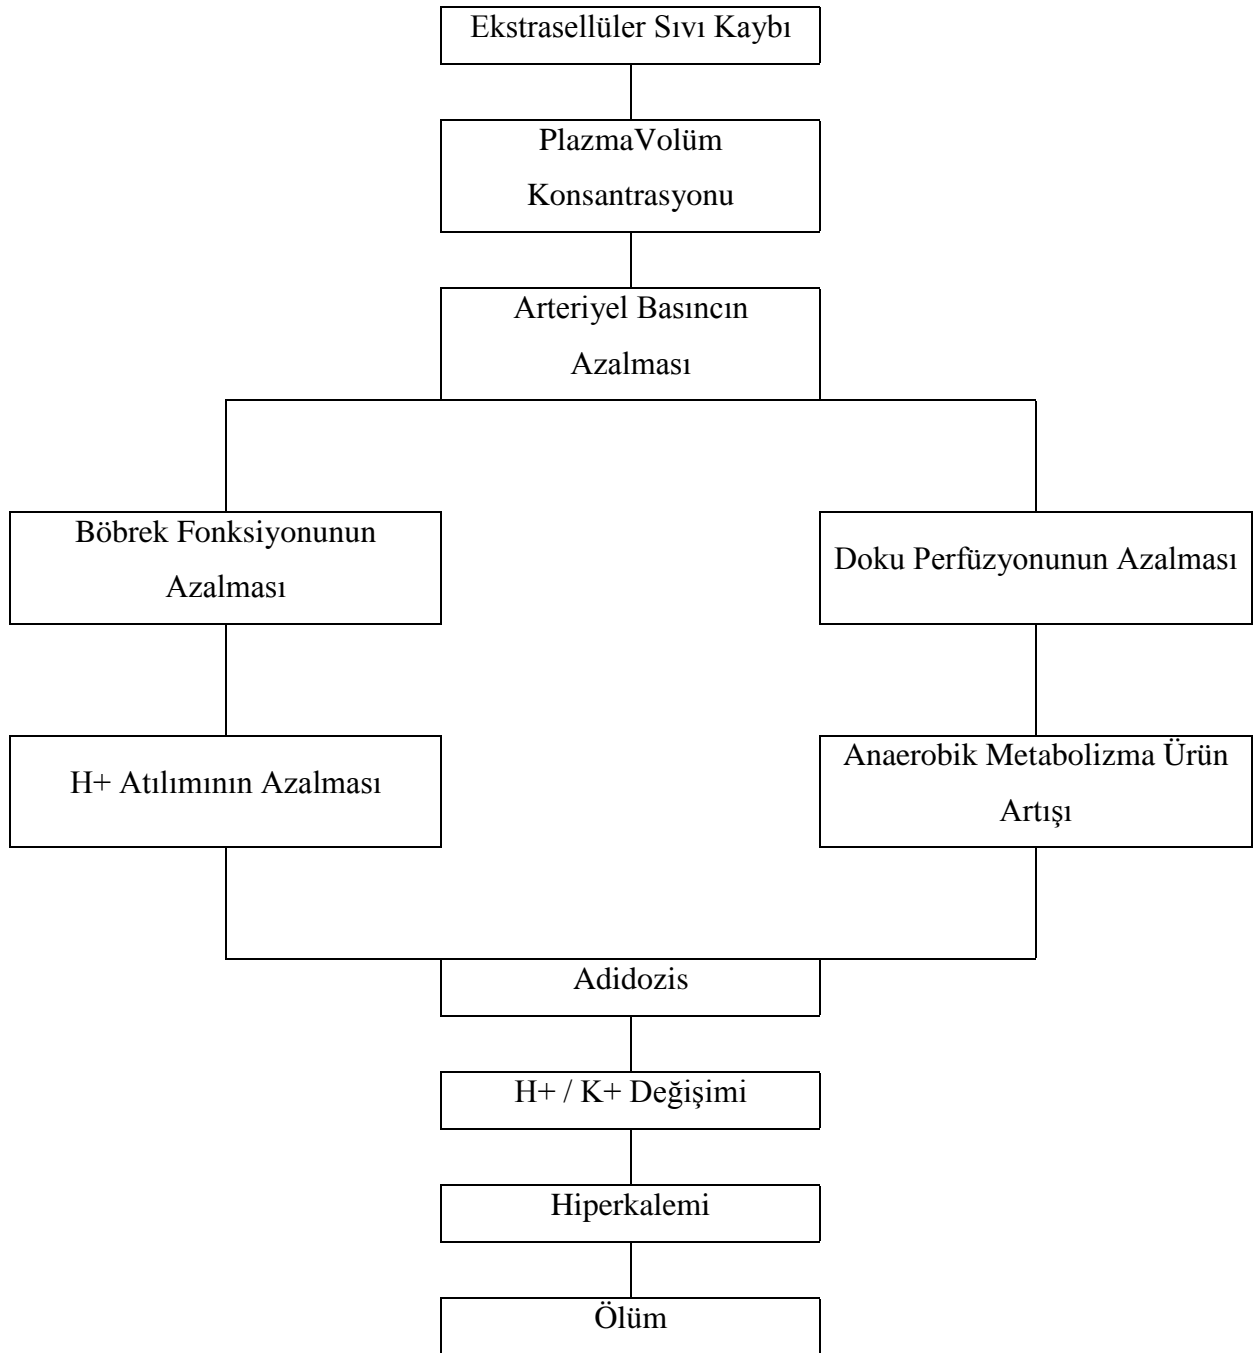 Ekstrasellüler Sıvı Kaybı
PlazmaVolüm
Konsantrasyonu
Arteriyel Basıncın
Azalması
Böbrek Fonksiyonunun
Azalması
Doku Perfüzyonunun Azalması
H+ Atılımının Azalması
Anaerobik Metabolizma Ürün
Artışı
Adidozis
H+ / K+ Değişimi
Hiperkalemi
Ölüm